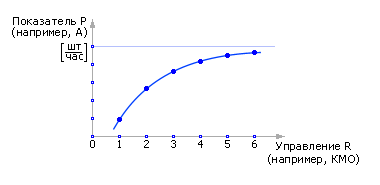 Показатель P
(например, A)
[шт/час]
0 1 2 3 4 5 6
Управление R
(например, КМО)